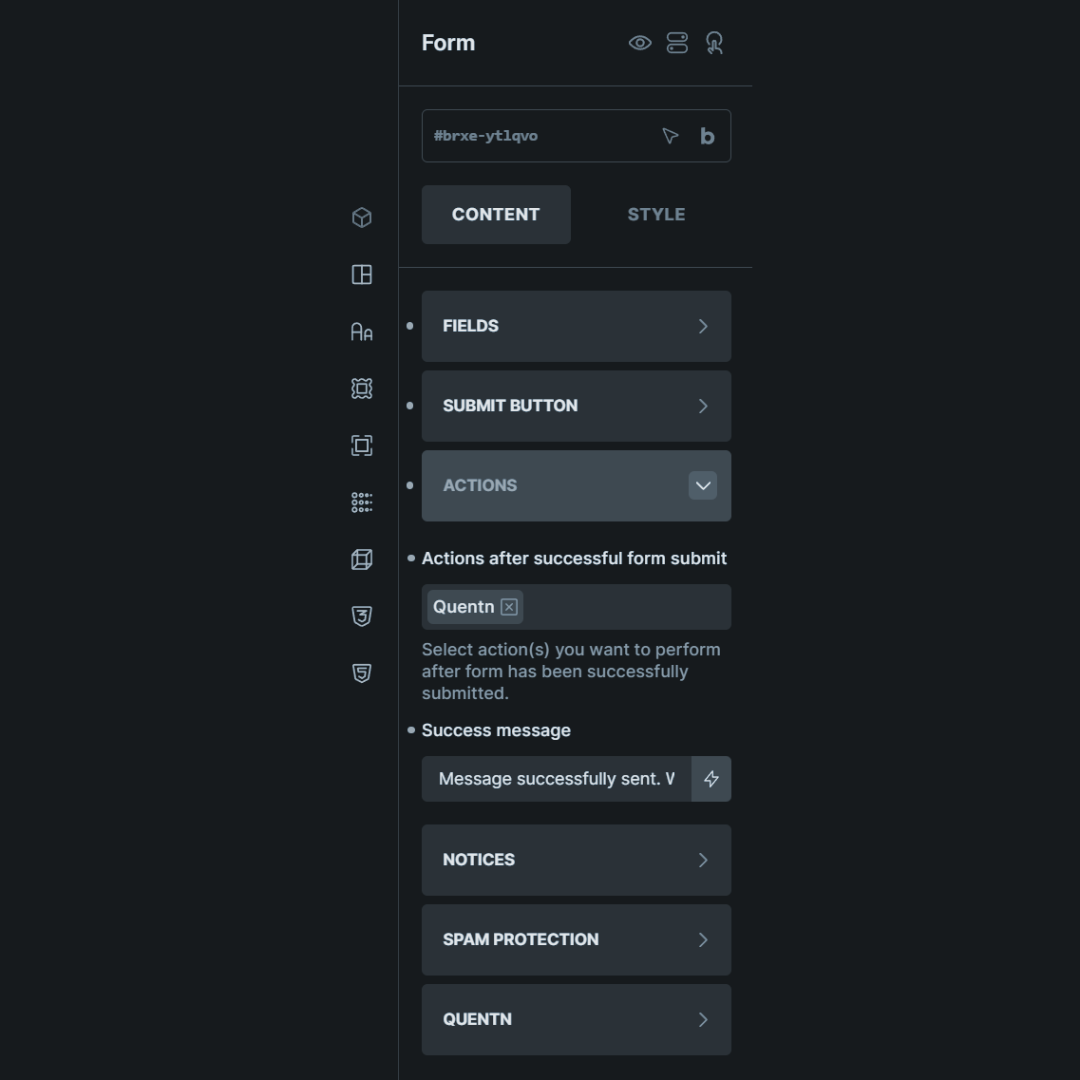 Form
#brxe-ytlqvo
b
CONTENT
STYLE
FIELDS
SUBMIT BUTTON
ACTIONS
Actions after successful form submit
Quentn
Select action(s) you want to perform
after form has been successfully
submitted.
Success message
Message successfully sent.
NOTICES
SPAM PROTECTION
QUENTN